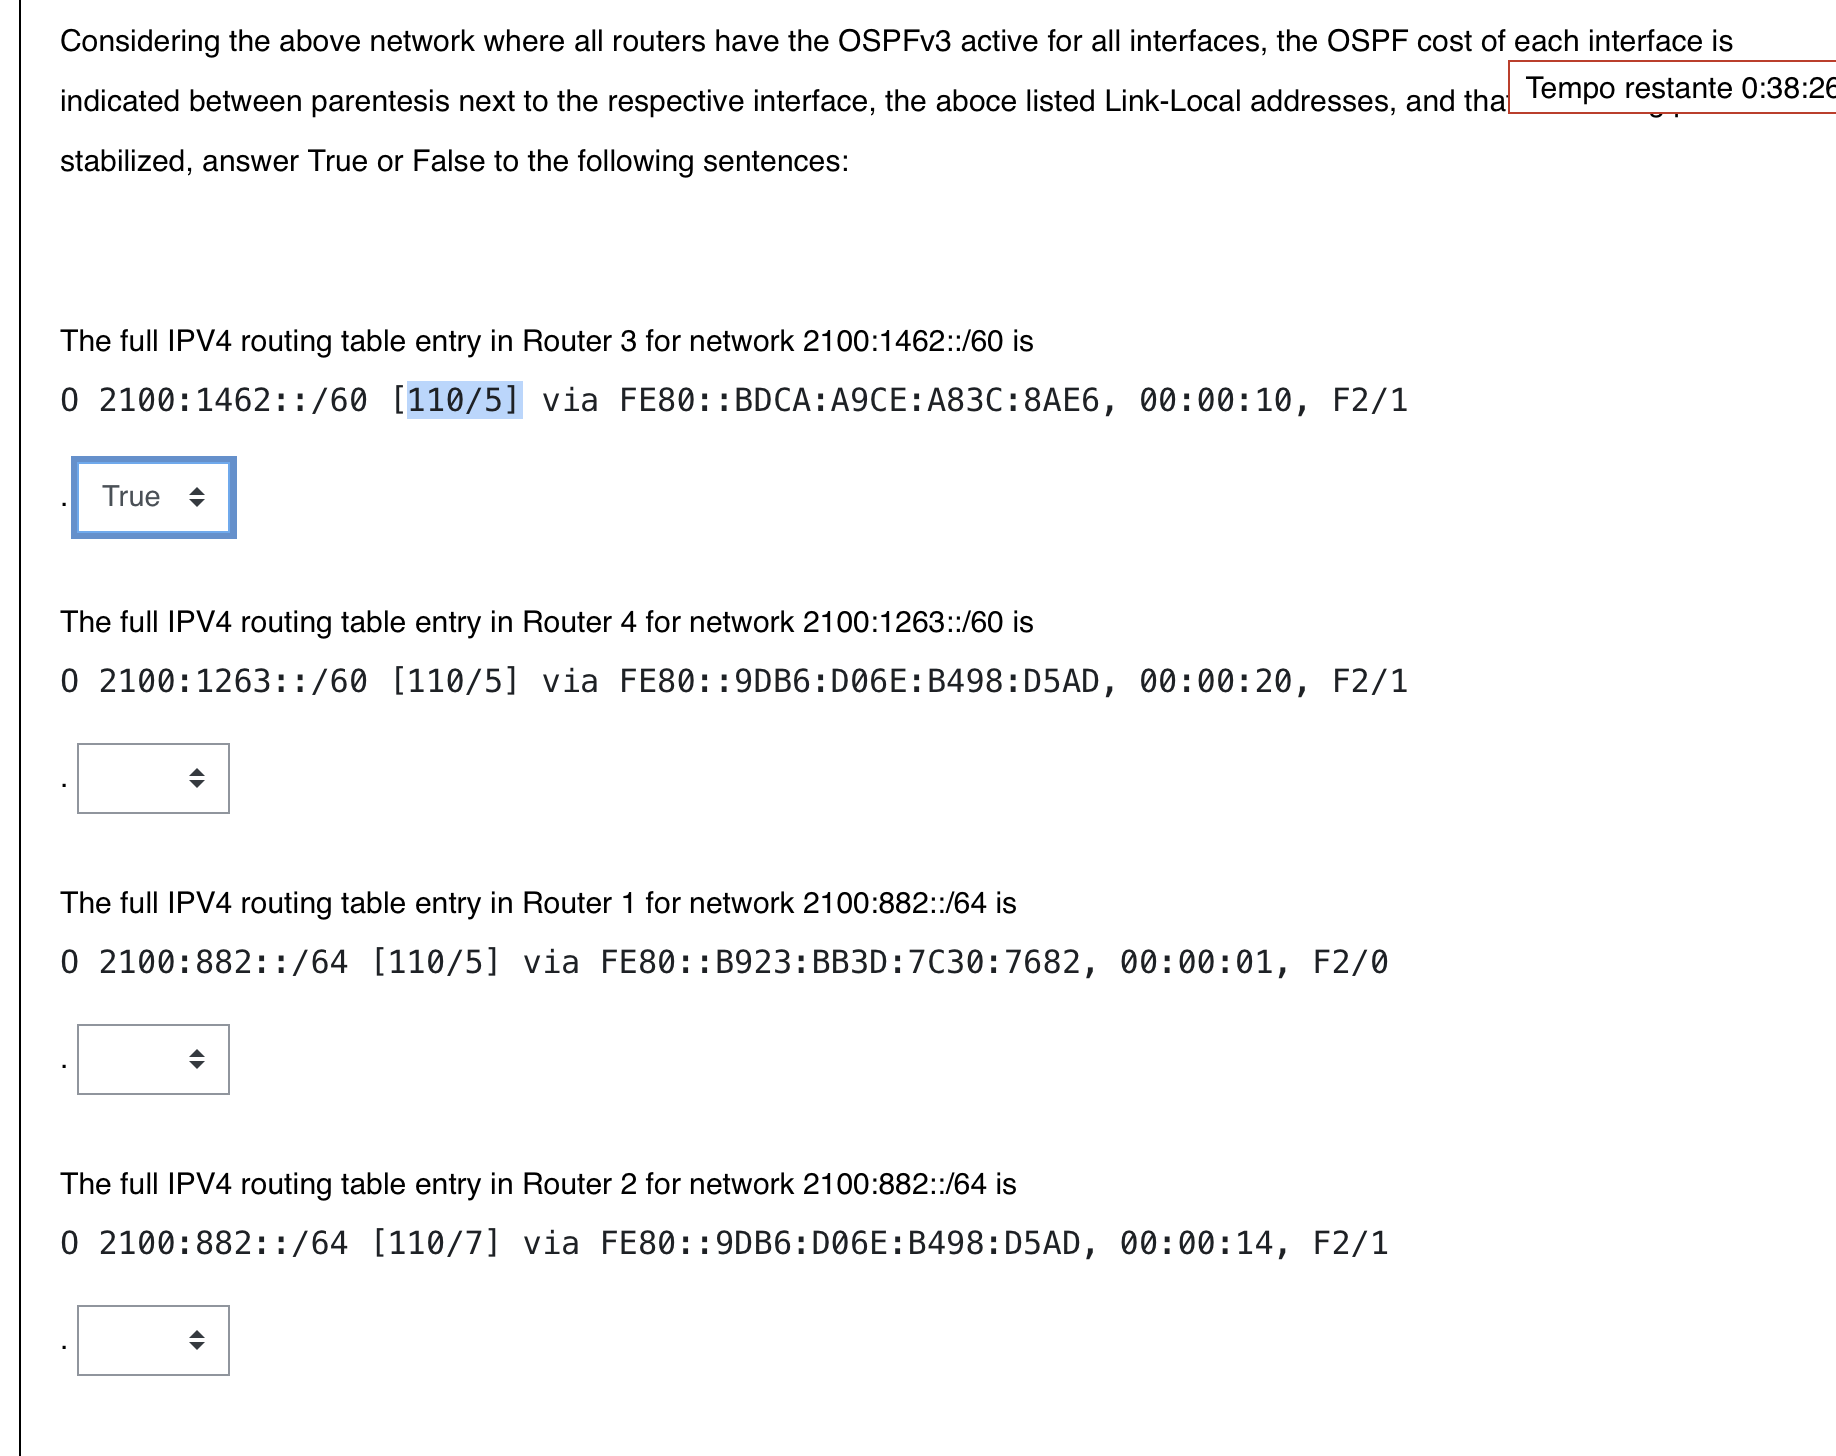 Considering the above network where all routers have the OSPFv3 active for all interfaces, the OSPF cost of each interface is
indicated between parentesis next to the respective interface, the aboce listed Link-Local addresses, and that
Tempo restante 0:38:26
stabilized, answer True or False to the following sentences:
The full IPV4 routing table entry in Router 3 for network 2100:1462::/60 is
O 2100:1462::/60 [110/5] via FE80::BDCA:A9CE:A83C:8AE6, 00:00:10, F2/1
. True
The full IPV4 routing table entry in Router 4 for network 2100:1263::/60 is
O 2100:1263::/60 [110/5] via FE80::9DB6:D06E:B498:D5AD, 00:00:20, F2/1
.
The full IPV4 routing table entry in Router 1 for network 2100:882::/64 is
O 2100:882::/64 [110/5] via FE80::B923:BB3D:7C30:7682, 00:00:01, F2/0
.
The full IPV4 routing table entry in Router 2 for network 2100:882::/64 is
O 2100:882::/64 [110/7] via FE80::9DB6:D06E:B498:D5AD, 00:00:14, F2/1
.